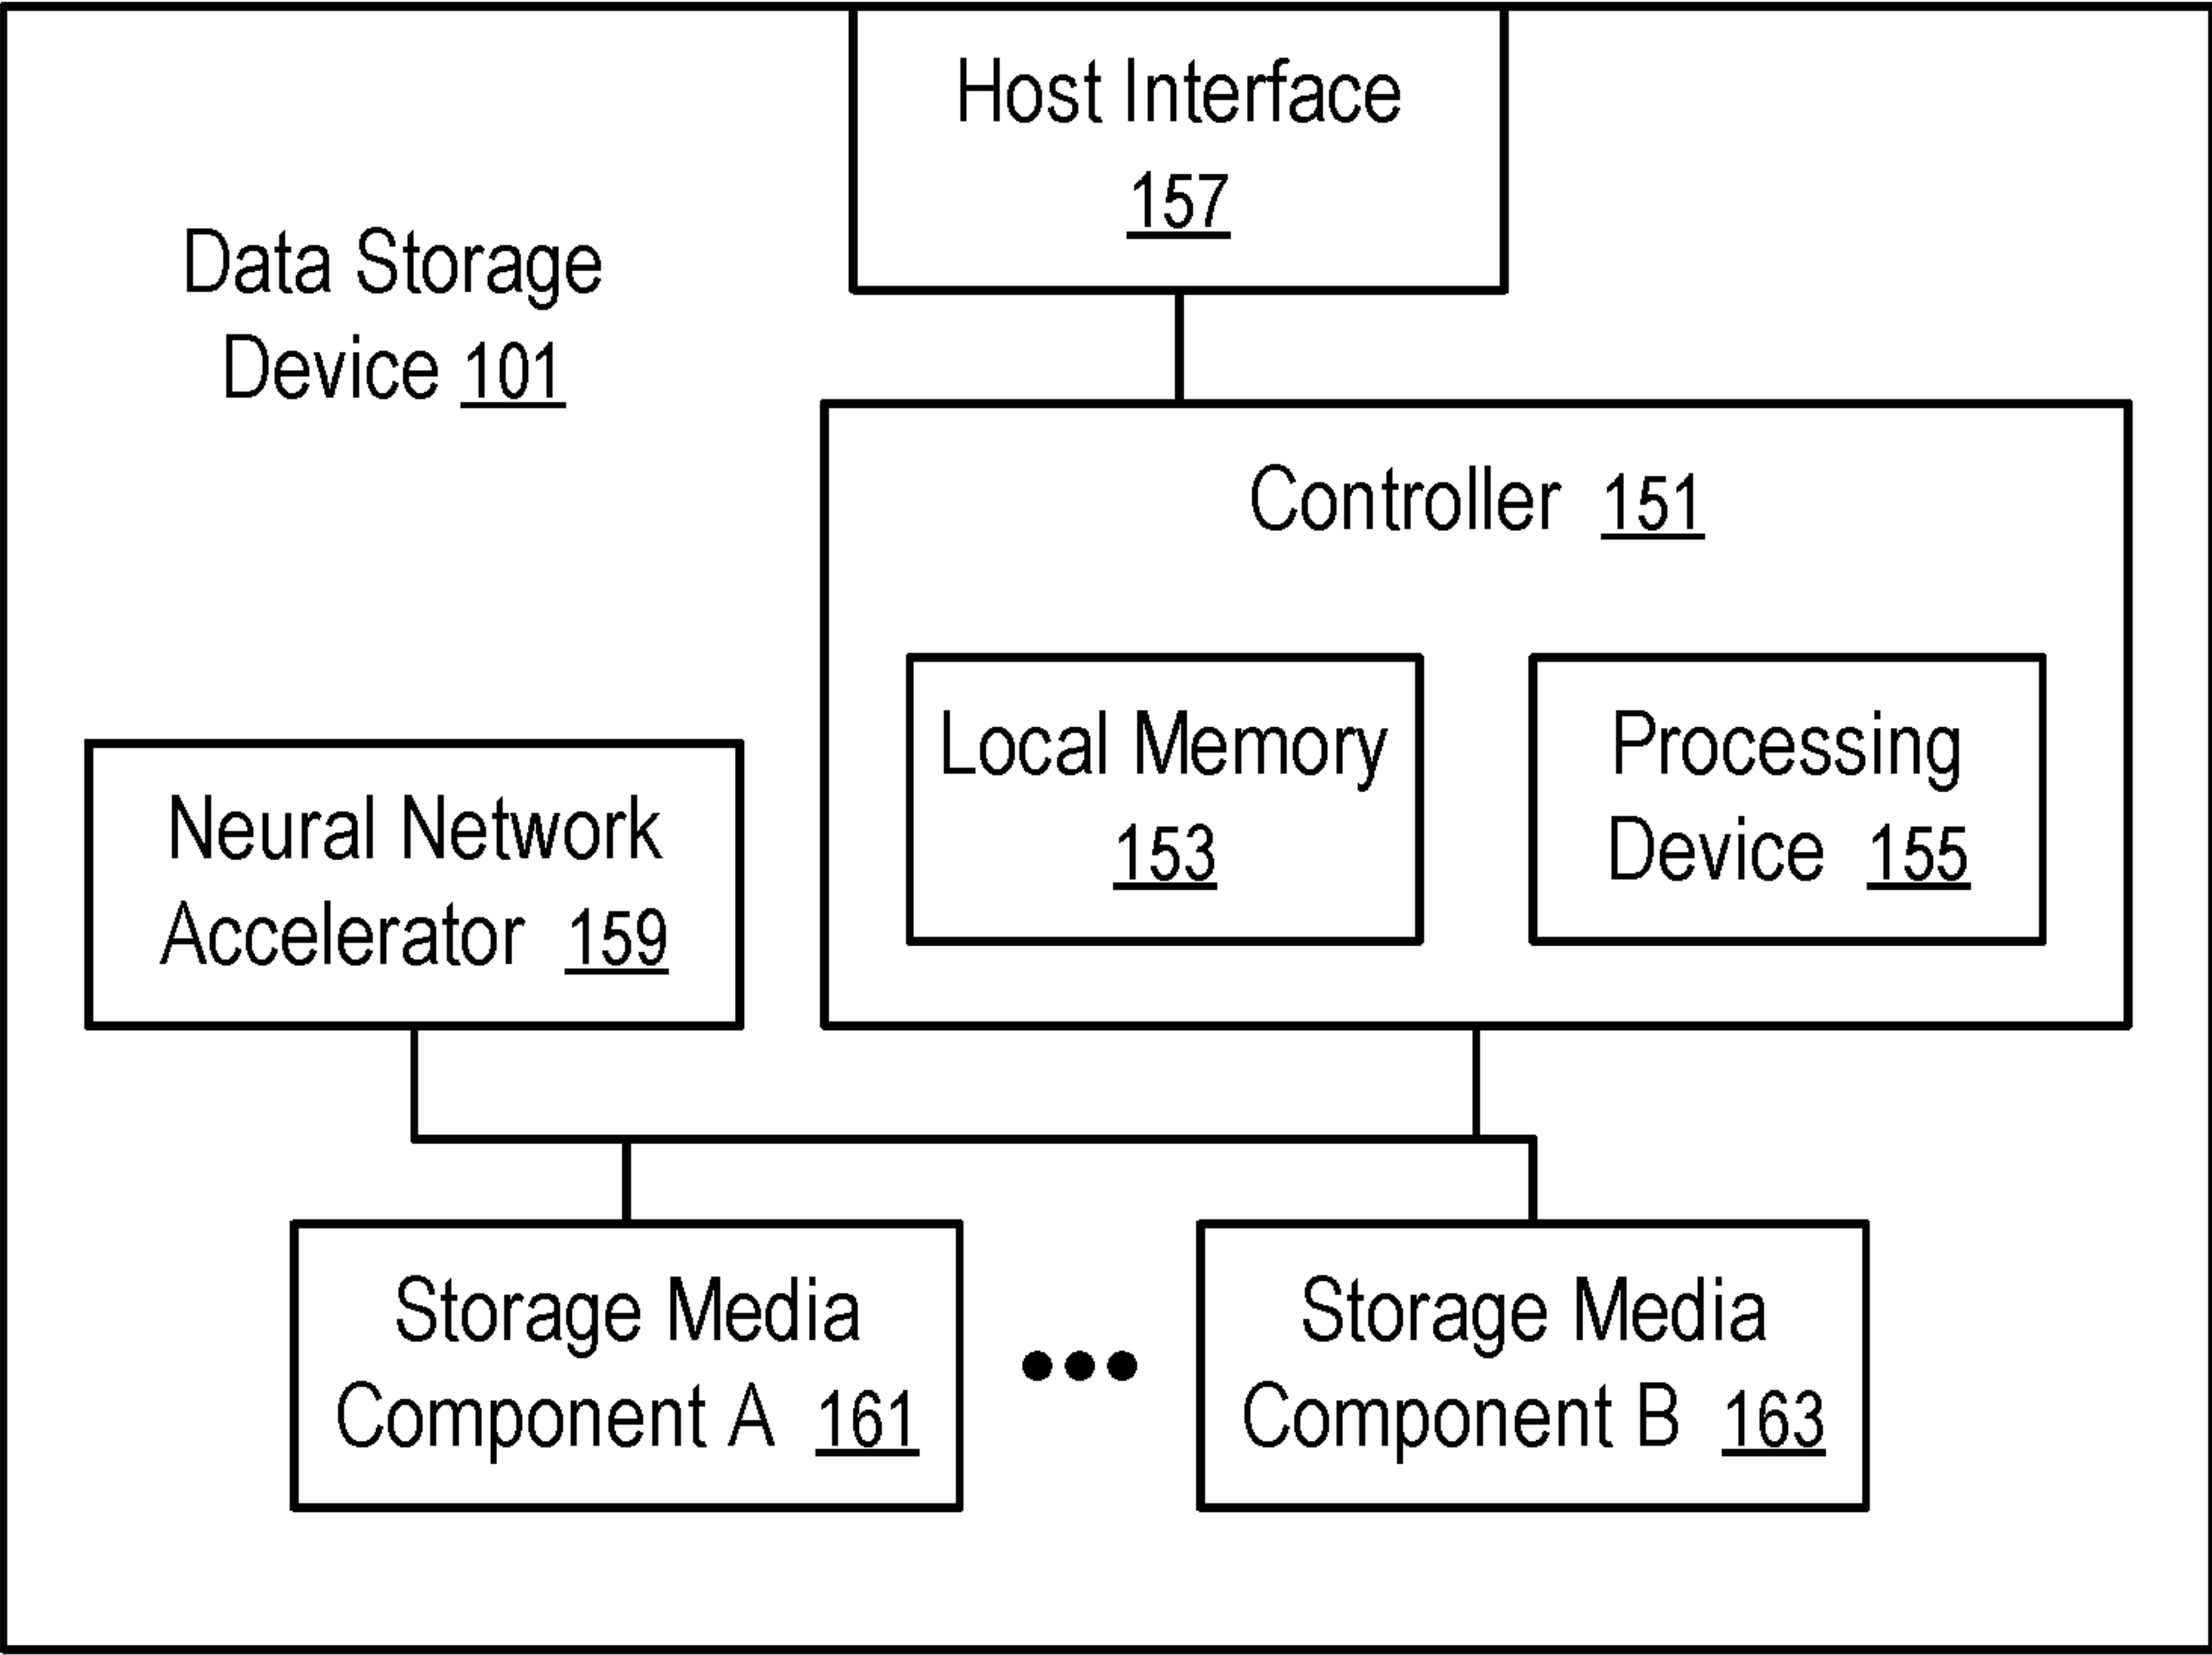 Host Interface
157
Data Storage
Device 101
Controller 151
Local Memory
153
Processing
Device 155
Neural Network
Accelerator 159
Storage Media
Component A 161
Storage Media
Component B 163